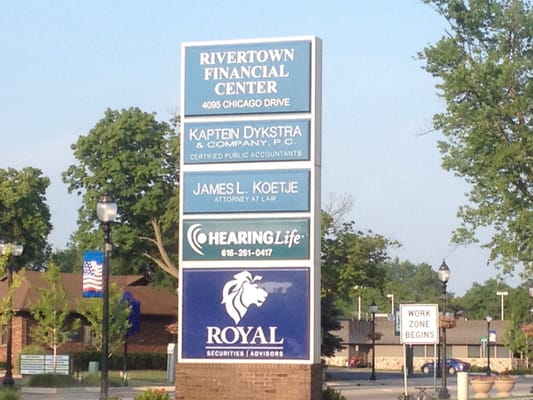 RIVERTOWN
FINANCIAL
CENTER
4095 CHICAGO DRIVE
KAPTEIN DYKSTRA
& COMPANY, P.C.
CERTIFIED PUBLIC ACCOUNTANTS
JAMES L. KOETJE
ATTORNEY AT LAW
HEARINGLife
616-261-0417
ROYAL
SECURITIES | ADVISORS
WORK
ZONE
BEGINS